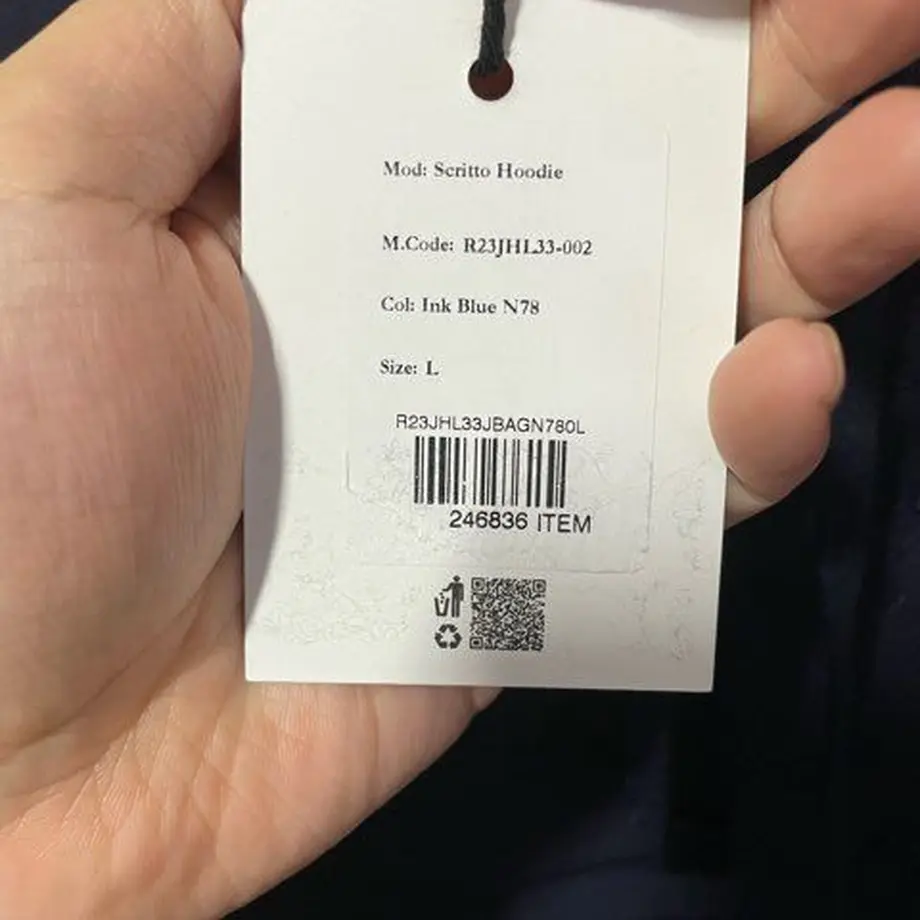 Mod: Scritto Hoodie
M.Code: R23JHL33-002
Col: Ink Blue N78
Size: L
R23JHL33JBAGN780L
246836 ITEM